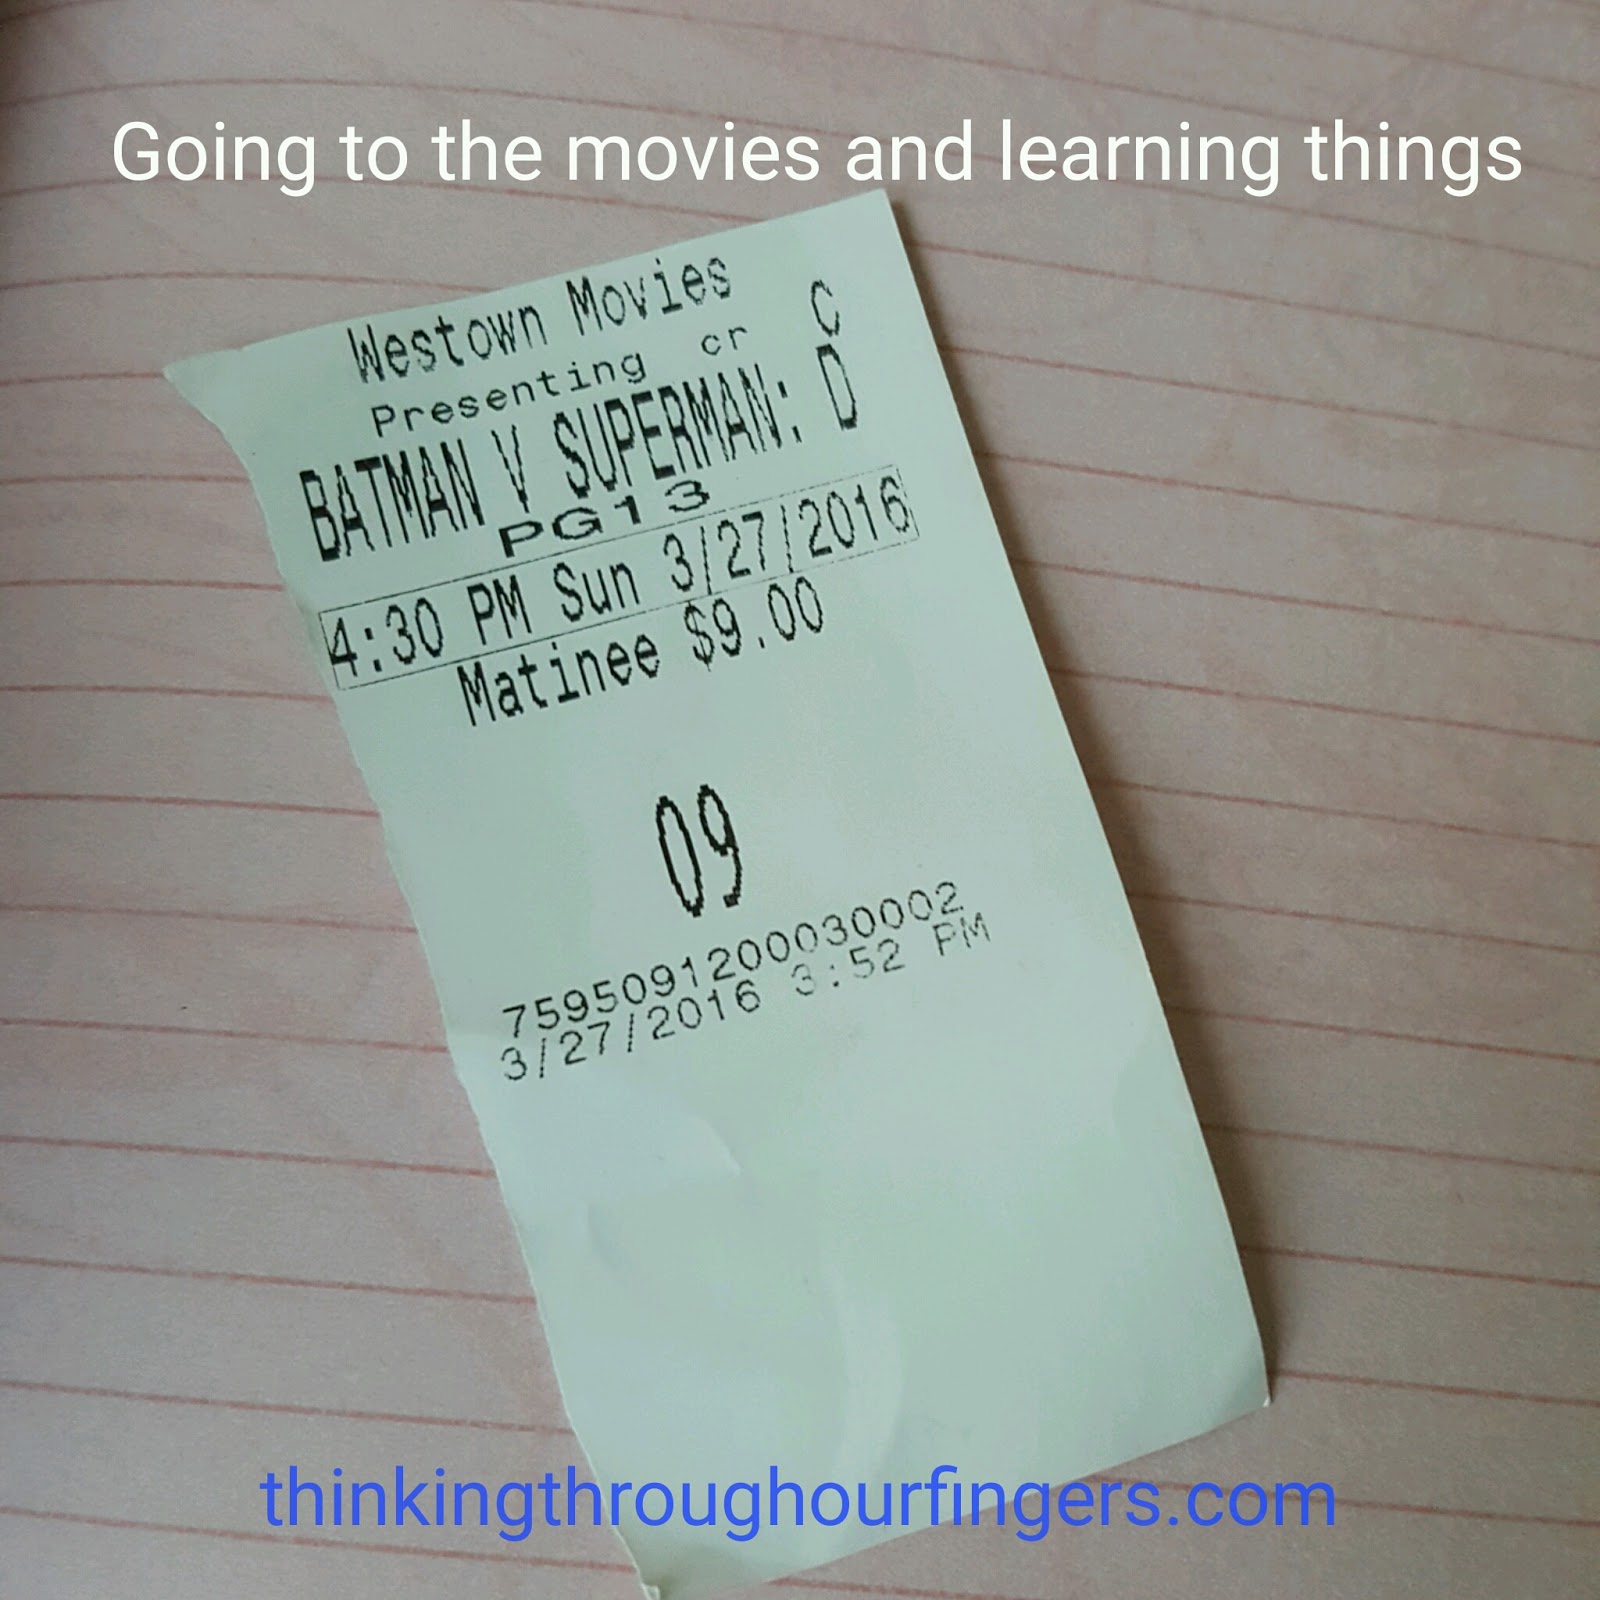 Going to the movies and learning things
Westown Movies
Presenting cr C
BATMAN V SUPERMAN: D
PG13
4:30 PM Sun 3/27/2016
Matinee $9.00
09
7595091200030002
3/27/2016 3:52 PM
thinkingthroughourfingers.com